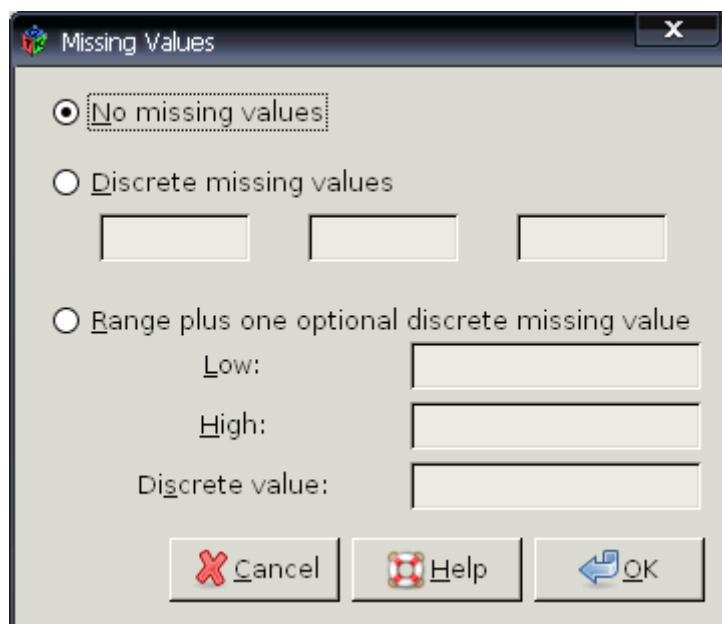 Missing Values
X
No missing values
Discrete missing values
Range plus one optional discrete missing value
Low:
High:
Discrete value:
Cancel
Help
OK